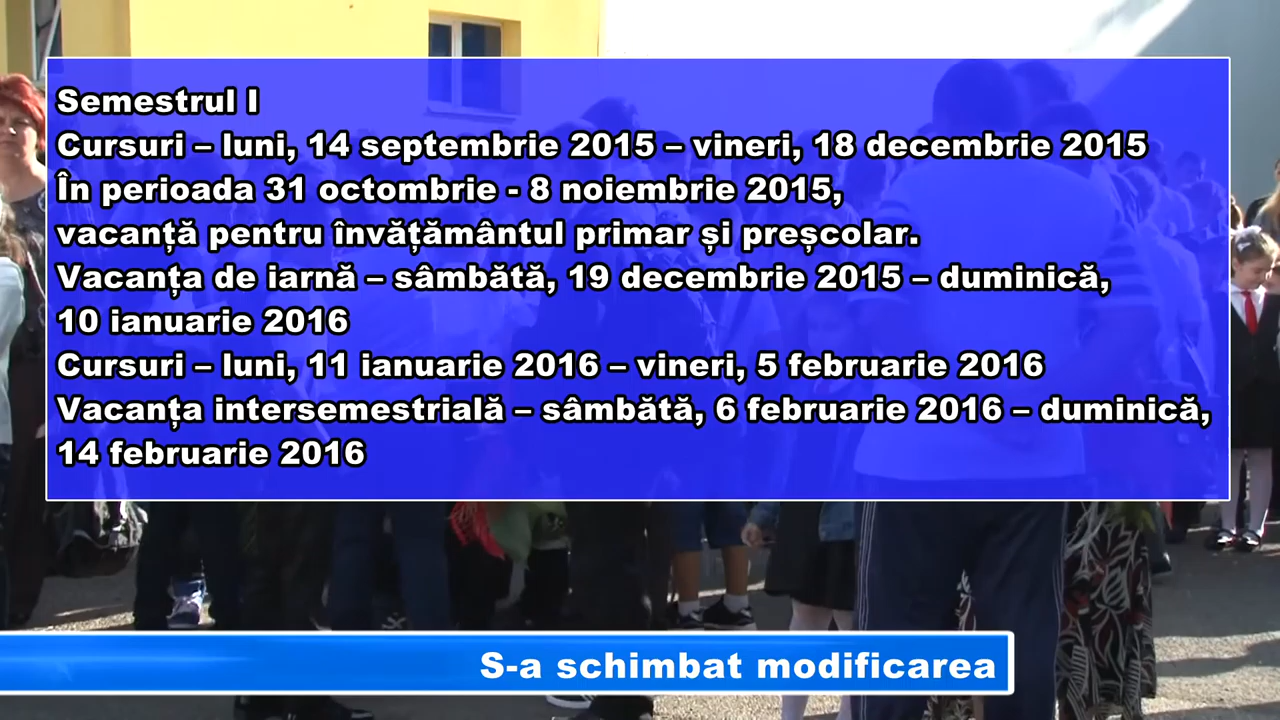 Semestrul I
Cursuri – luni, 14 septembrie 2015 – vineri, 18 decembrie 2015
În perioada 31 octombrie - 8 noiembrie 2015,
vacanță pentru învățământul primar și preșcolar.
Vacanța de iarnă – sâmbătă, 19 decembrie 2015 – duminică,
10 ianuarie 2016
Cursuri – luni, 11 ianuarie 2016 – vineri, 5 februarie 2016
Vacanța intersemestrială – sâmbătă, 6 februarie 2016 – duminică,
14 februarie 2016
S-a schimbat modificarea